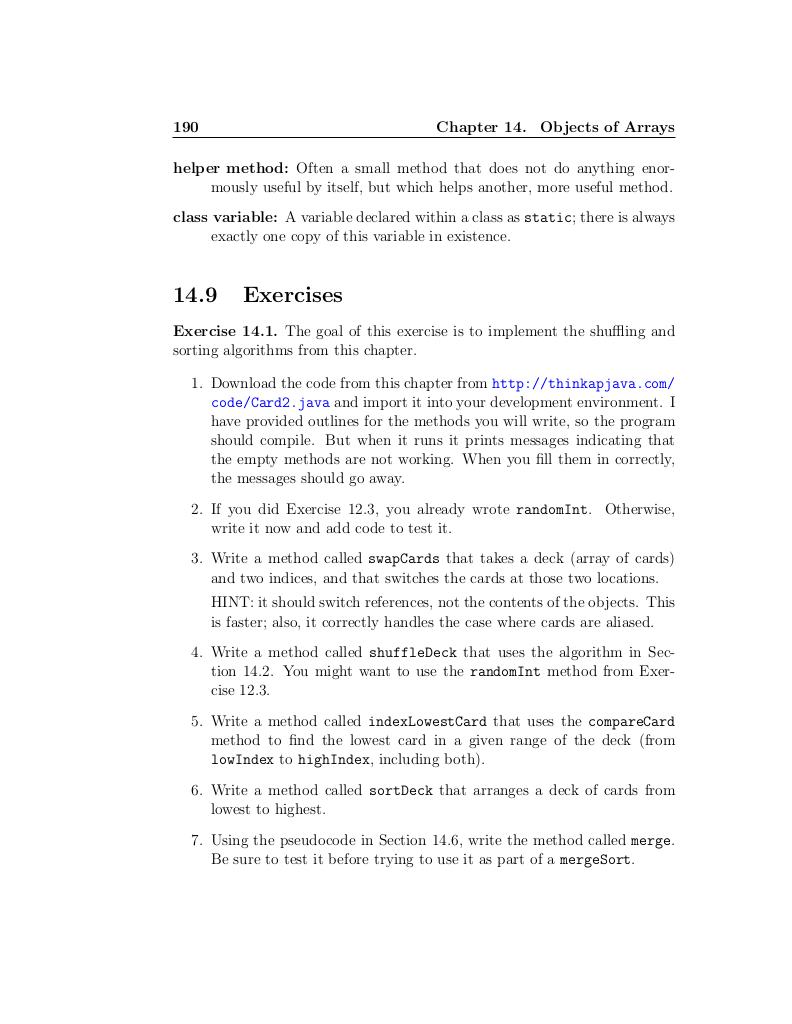 190 Chapter 14. Objects of Arrays
helper method: Often a small method that does not do anything enor-
mously useful by itself, but which helps another, more useful method.
class variable: A variable declared within a class as static; there is always
exactly one copy of this variable in existence.
14.9 Exercises
Exercise 14.1. The goal of this exercise is to implement the shuffling and
sorting algorithms from this chapter.
1. Download the code from this chapter from http://thinkapjava.com/
code/Card2.java and import it into your development environment. I
have provided outlines for the methods you will write, so the program
should compile. But when it runs it prints messages indicating that
the empty methods are not working. When you fill them in correctly,
the messages should go away.
2. If you did Exercise 12.3, you already wrote randomInt. Otherwise,
write it now and add code to test it.
3. Write a method called swapCards that takes a deck (array of cards)
and two indices, and that switches the cards at those two locations.
HINT: it should switch references, not the contents of the objects. This
is faster; also, it correctly handles the case where cards are aliased.
4. Write a method called shuffleDeck that uses the algorithm in Sec-
tion 14.2. You might want to use the randomInt method from Exer-
cise 12.3.
5. Write a method called indexLowestCard that uses the compareCard
method to find the lowest card in a given range of the deck (from
lowIndex to highIndex, including both).
6. Write a method called sortDeck that arranges a deck of cards from
lowest to highest.
7. Using the pseudocode in Section 14.6, write the method called merge.
Be sure to test it before trying to use it as part of a mergeSort.